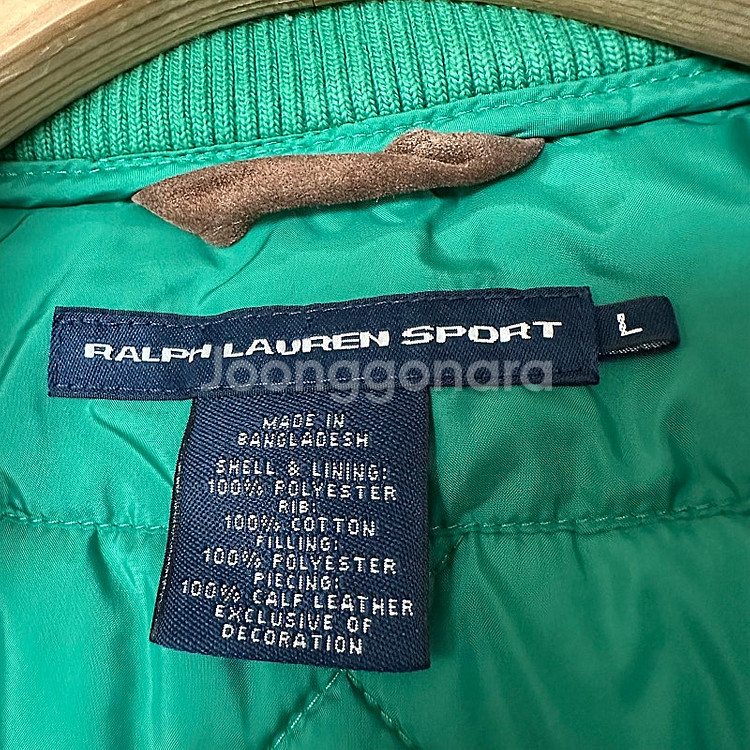 RALPH LAUREN SPORT
L
Joonggonara
MADE IN
BANGLADESH
SHELL & LINING:
100% POLYESTER
RIB:
100% COTTON
FILLING:
100% POLYESTER
PIECING:
100% CALF LEATHER
EXCLUSIVE OF
DECORATION